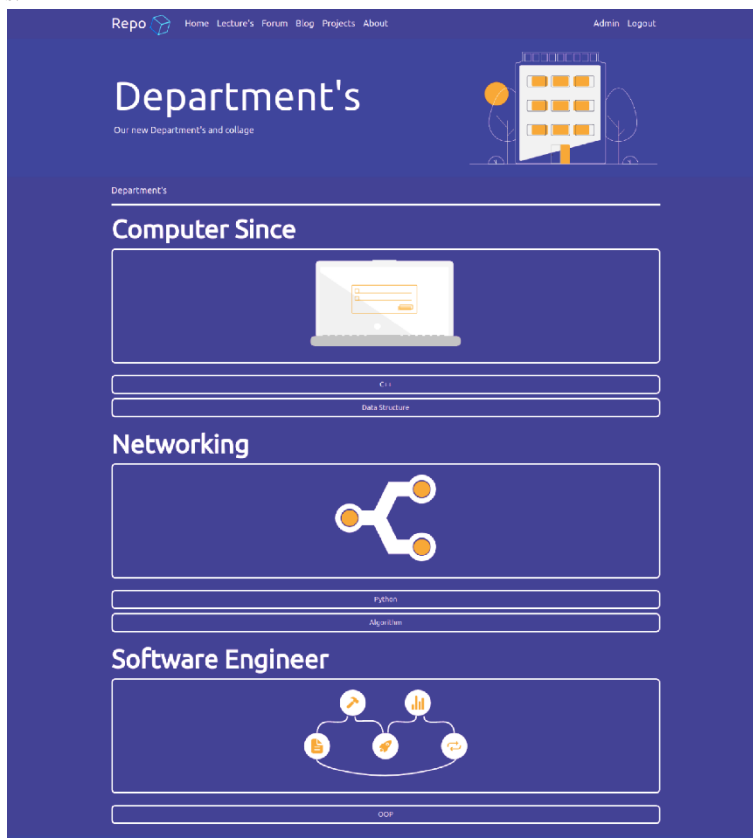 Repo Home Lecture's Forum Blog Projects About Admin Logout
Department's
Our new Department's and collage
Department's
Computer Since
C++
Data Structure
Networking
Python
Algorithm
Software Engineer
OOP